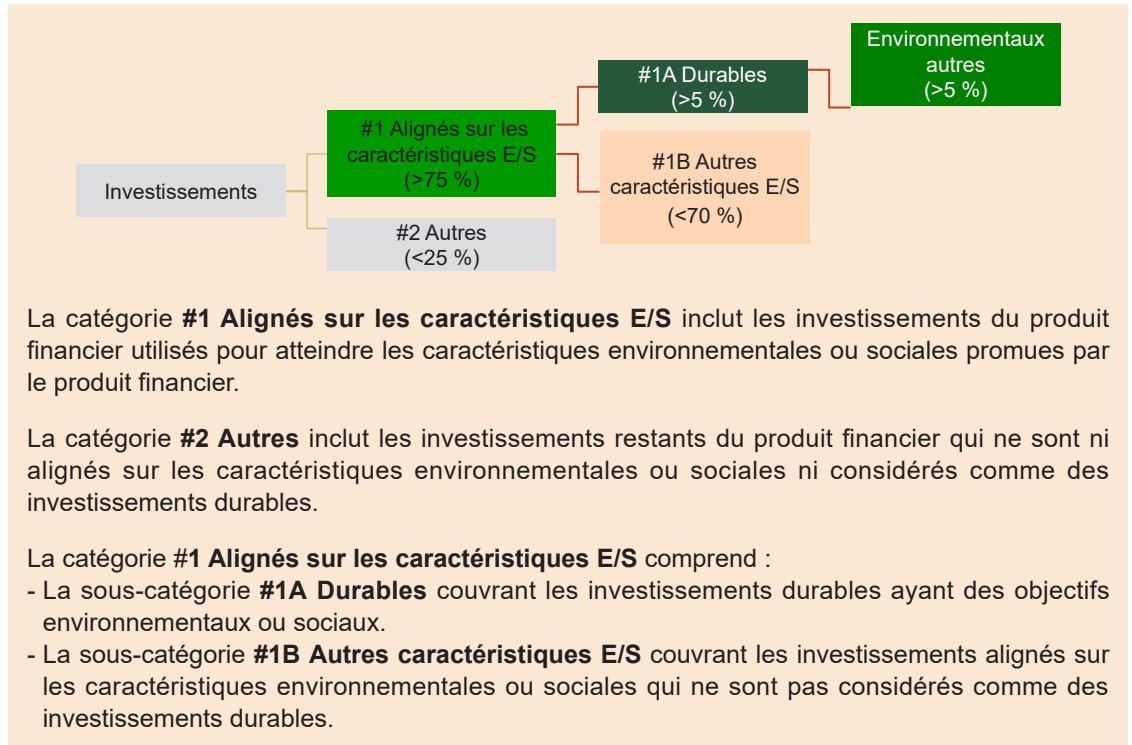 Environnementaux
autres
(>5 %)
#1A Durables
(>5 %)
#1 Alignés sur les
caractéristiques E/S
(>75 %)
#1B Autres
caractéristiques E/S
(<70 %)
Investissements
#2 Autres
(<25 %)
La catégorie #1 Alignés sur les caractéristiques E/S inclut les investissements du produit
financier utilisés pour atteindre les caractéristiques environnementales ou sociales promues par
le produit financier.
La catégorie #2 Autres inclut les investissements restants du produit financier qui ne sont ni
alignés sur les caractéristiques environnementales ou sociales ni considérés comme des
investissements durables.
La catégorie #1 Alignés sur les caractéristiques E/S comprend :
- La sous-catégorie #1A Durables couvrant les investissements durables ayant des objectifs
environnementaux ou sociaux.
- La sous-catégorie #1B Autres caractéristiques E/S couvrant les investissements alignés sur
les caractéristiques environnementales ou sociales qui ne sont pas considérés comme des
investissements durables.